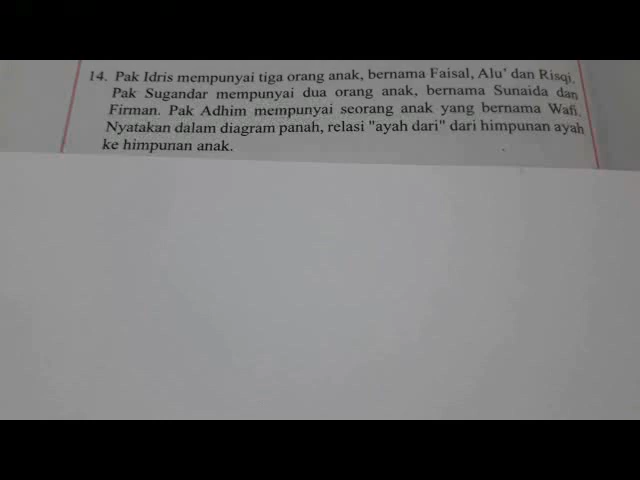 14. Pak Idris mempunyai tiga orang anak, bernama Faisal, Alu' dan Risqi.
Pak Sugandar mempunyai dua orang anak, bernama Sunaida dan
Firman. Pak Adhim mempunyai seorang anak yang bernama Wafi.
Nyatakan dalam diagram panah, relasi "ayah dari" dari himpunan ayah
ke himpunan anak.